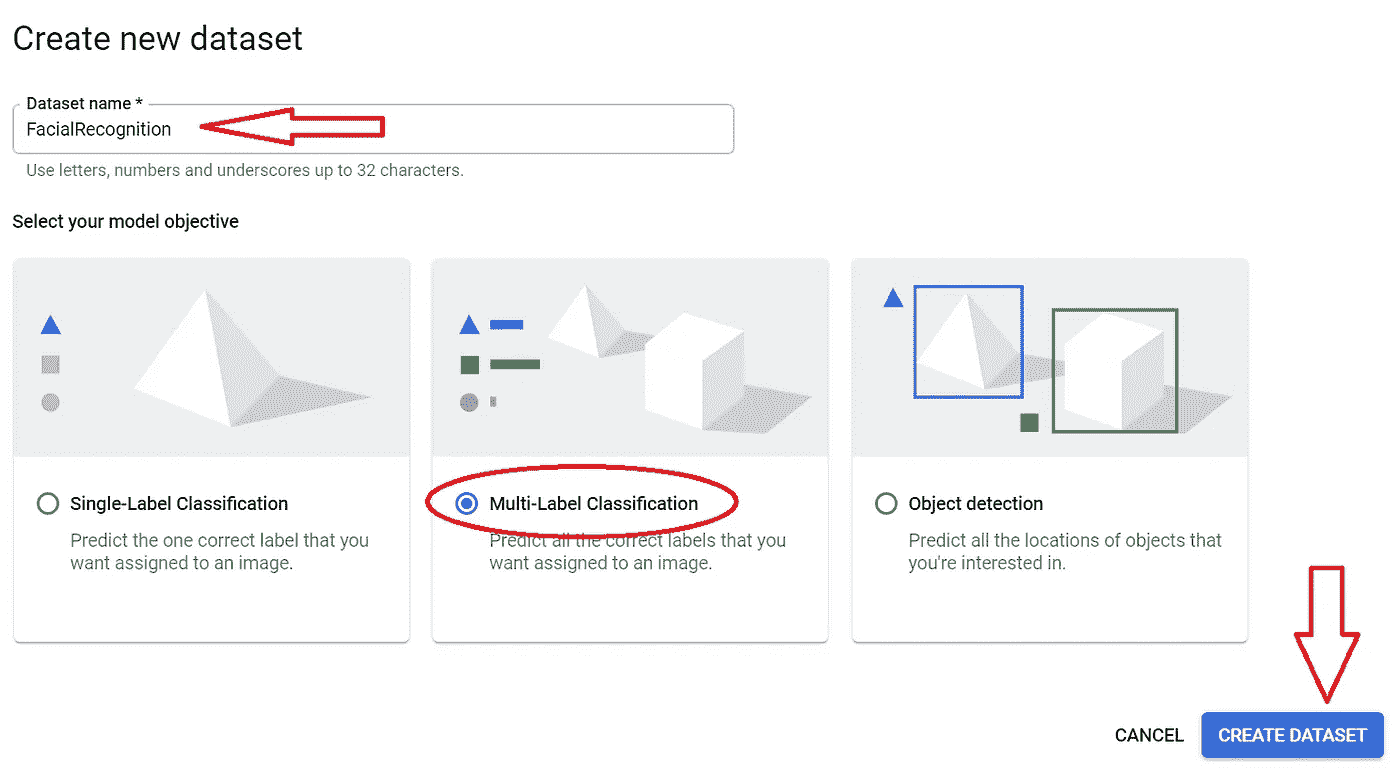 Create new dataset
Dataset name *
FacialRecognition
Use letters, numbers and underscores up to 32 characters.
Select your model objective
Single-Label Classification
Predict the one correct label that you
want assigned to an image.
Multi-Label Classification
Predict all the correct labels that you
want assigned to an image.
Object detection
Predict all the locations of objects that
you're interested in.
CANCEL
CREATE DATASET